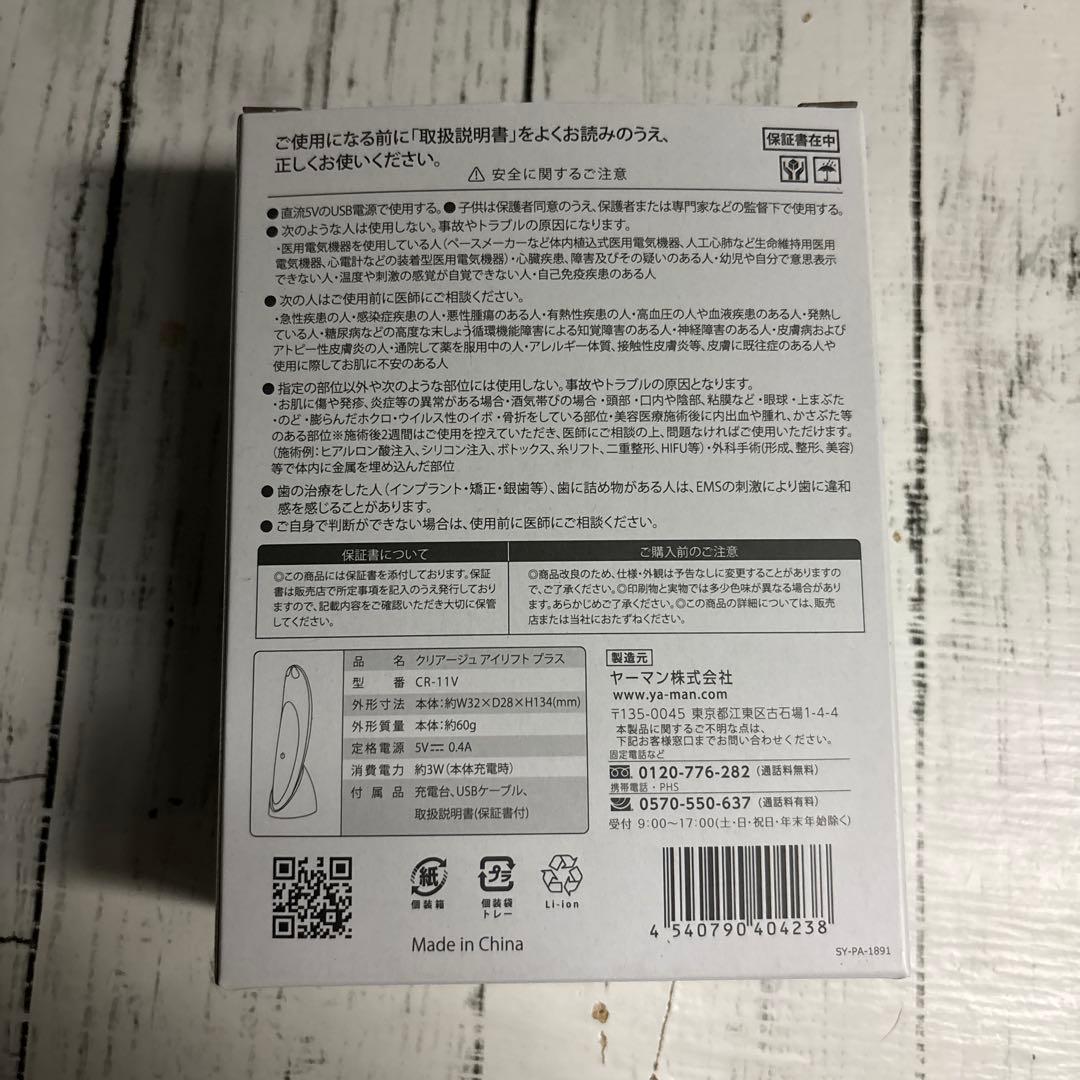 ご使用になる前に「取扱説明書」をよくお読みのうえ、
正しくお使いください。
保証書在中
⚠ 安全に関するご注意
●直流5VのUSB電源で使用する。●子供は保護者同意のうえ、保護者または専門家などの監督下で使用する。
●次のような人は使用しない。事故やトラブルの原因になります。
・医用電気機器を使用している人(ペースメーカーなど体内植込式医用電気機器、人工心肺など生命維持用医用
電気機器、心電計などの装着型医用電気機器)・心臓疾患、障害及びその疑いのある人・幼児や自分で意思表示
できない人・温度や刺激の感覚が自覚できない人・自己免疫疾患のある人
●次の人はご使用前に医師にご相談ください。
・急性疾患の人・感染症疾患の人・悪性腫瘍のある人・有熱性疾患の人・高血圧の人や血液疾患のある人・発熱し
ている人・糖尿病などの高度な末しょう循環機能障害による知覚障害のある人・神経障害のある人・皮膚病および
アトピー性皮膚炎の人・通院して薬を服用中の人・アレルギー体質、接触性皮膚炎等、皮膚に既往症のある人や
使用に際してお肌に不安のある人
●指定の部位以外や次のような部位には使用しない。事故やトラブルの原因となります。
・お肌に傷や発疹、炎症等の異常がある場合・酒気帯びの場合・頭部・口内や陰部、粘膜など・眼球・上まぶた
・のど・膨らんだホクロ・ウイルス性のイボ・骨折をしている部位・美容医療施術後に内出血や腫れ、かさぶた等
のある部位※施術後2週間はご使用を控えていただき、医師にご相談の上、問題なければご使用いただけます。
(施術例：ヒアルロン酸注入、シリコン注入、ボトックス、糸リフト、二重整形、HIFU等)・外科手術(形成、整形、美容)
等で体内に金属を埋め込んだ部位
●歯の治療をした人(インプラント・矯正・銀歯等)、歯に詰め物がある人は、EMSの刺激により歯に違和
感を感じることがあります。
●ご自身で判断ができない場合は、使用前に医師にご相談ください。
保証書について
◎この商品には保証書を添付しております。保証
書は販売店で所定事項を記入のうえ発行しており
ますので、記載内容をご確認いただき大切に保管
してください。
ご購入前のご注意
◎商品改良のため、仕様・外観は予告なしに変更することがありますの
で、ご了承ください。◎印刷物と実物では多少色味が異なる場合があり
ます。あらかじめご了承ください。◎この商品の詳細については、販売
店または当社におたずねください。
品名 クリアージュ アイリフト プラス
型番 CR-11V
外形寸法 本体：約W32×D28×H134(mm)
外形質量 本体：約60g
定格電源 5V⎓ 0.4A
消費電力 約3W(本体充電時)
付属品 充電台、USBケーブル、
取扱説明書(保証書付)
製造元
ヤーマン株式会社
www.ya-man.com
〒135-0045 東京都江東区古石場1-4-4
本製品に関するご不明な点は、
下記お客様窓口までお問い合わせください。
固定電話など
0120-776-282 (通話料無料)
携帯電話・PHS
0570-550-637 (通話料有料)
受付 9:00〜17:00(土・日・祝日・年末年始除く)
紙
個装箱
プラ
個装袋
トレー
Li-ion
Made in China
4 540790 404238
SY-PA-1891